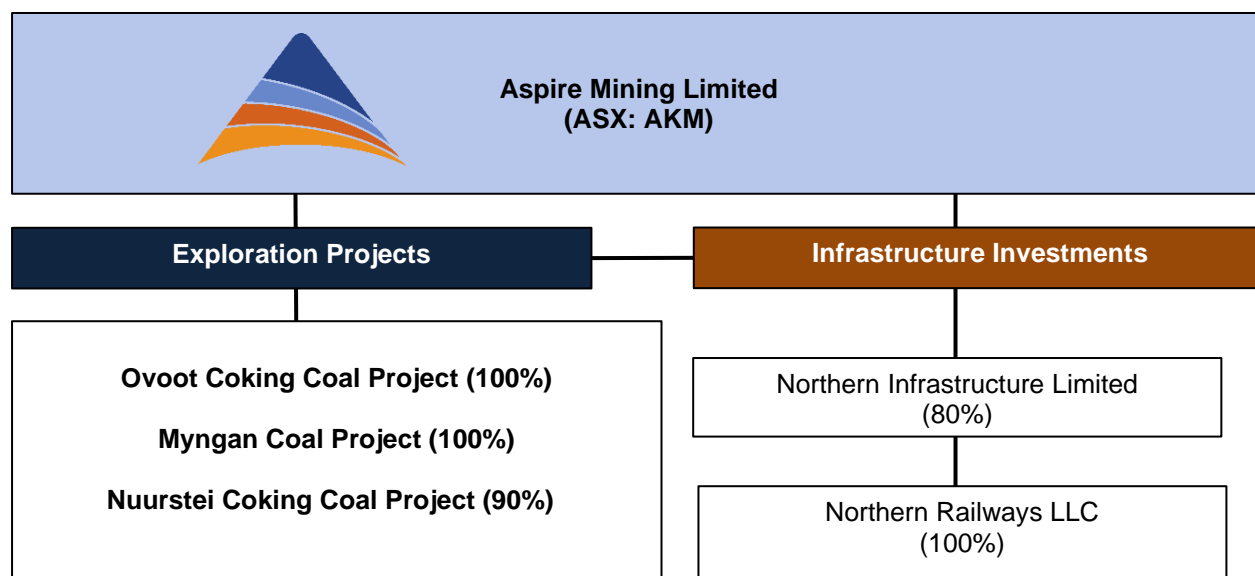 Aspire Mining Limited
(ASX: AKM)
Exploration Projects
Infrastructure Investments
Ovoot Coking Coal Project (100%)
Myngan Coal Project (100%)
Nuurstei Coking Coal Project (90%)
Northern Infrastructure Limited
(80%)
Northern Railways LLC
(100%)